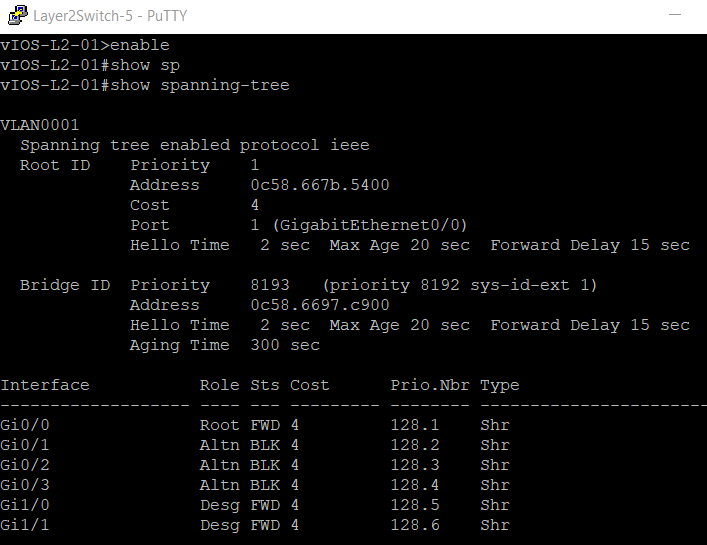 Layer2Switch-5 - PuTTY
vIOS-L2-01>enable
vIOS-L2-01#show sp
vIOS-L2-01#show spanning-tree
VLAN0001
  Spanning tree enabled protocol ieee
  Root ID    Priority    1
             Address     0c58.667b.5400
             Cost        4
             Port        1 (GigabitEthernet0/0)
             Hello Time   2 sec  Max Age 20 sec  Forward Delay 15 sec
  Bridge ID  Priority    8193   (priority 8192 sys-id-ext 1)
             Address     0c58.6697.c900
             Hello Time   2 sec  Max Age 20 sec  Forward Delay 15 sec
             Aging Time  300 sec
Interface           Role Sts Cost      Prio.Nbr Type
------------------- ---- --- --------- -------- -----------------------
Gi0/0               Root FWD 4         128.1    Shr
Gi0/1               Altn BLK 4         128.2    Shr
Gi0/2               Altn BLK 4         128.3    Shr
Gi0/3               Altn BLK 4         128.4    Shr
Gi1/0               Desg FWD 4         128.5    Shr
Gi1/1               Desg FWD 4         128.6    Shr